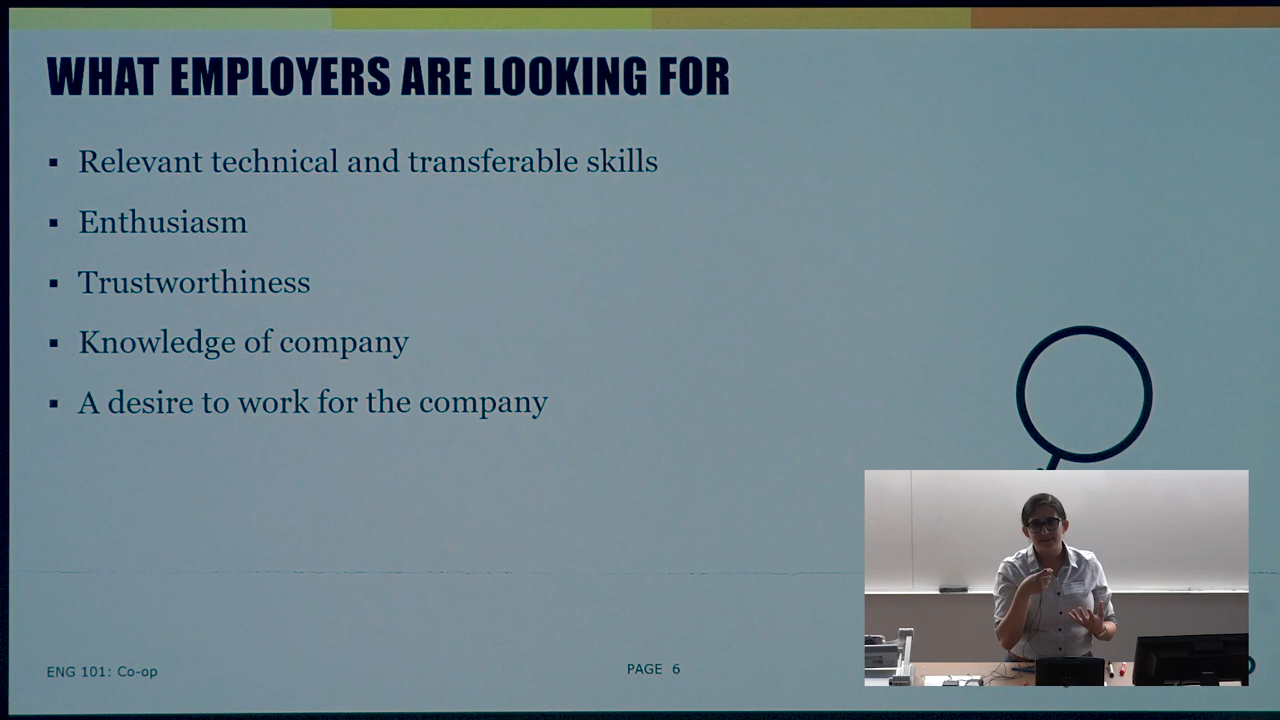 WHAT EMPLOYERS ARE LOOKING FOR
▪ Relevant technical and transferable skills
▪ Enthusiasm
▪ Trustworthiness
▪ Knowledge of company
▪ A desire to work for the company
ENG 101: Co-op
PAGE 6